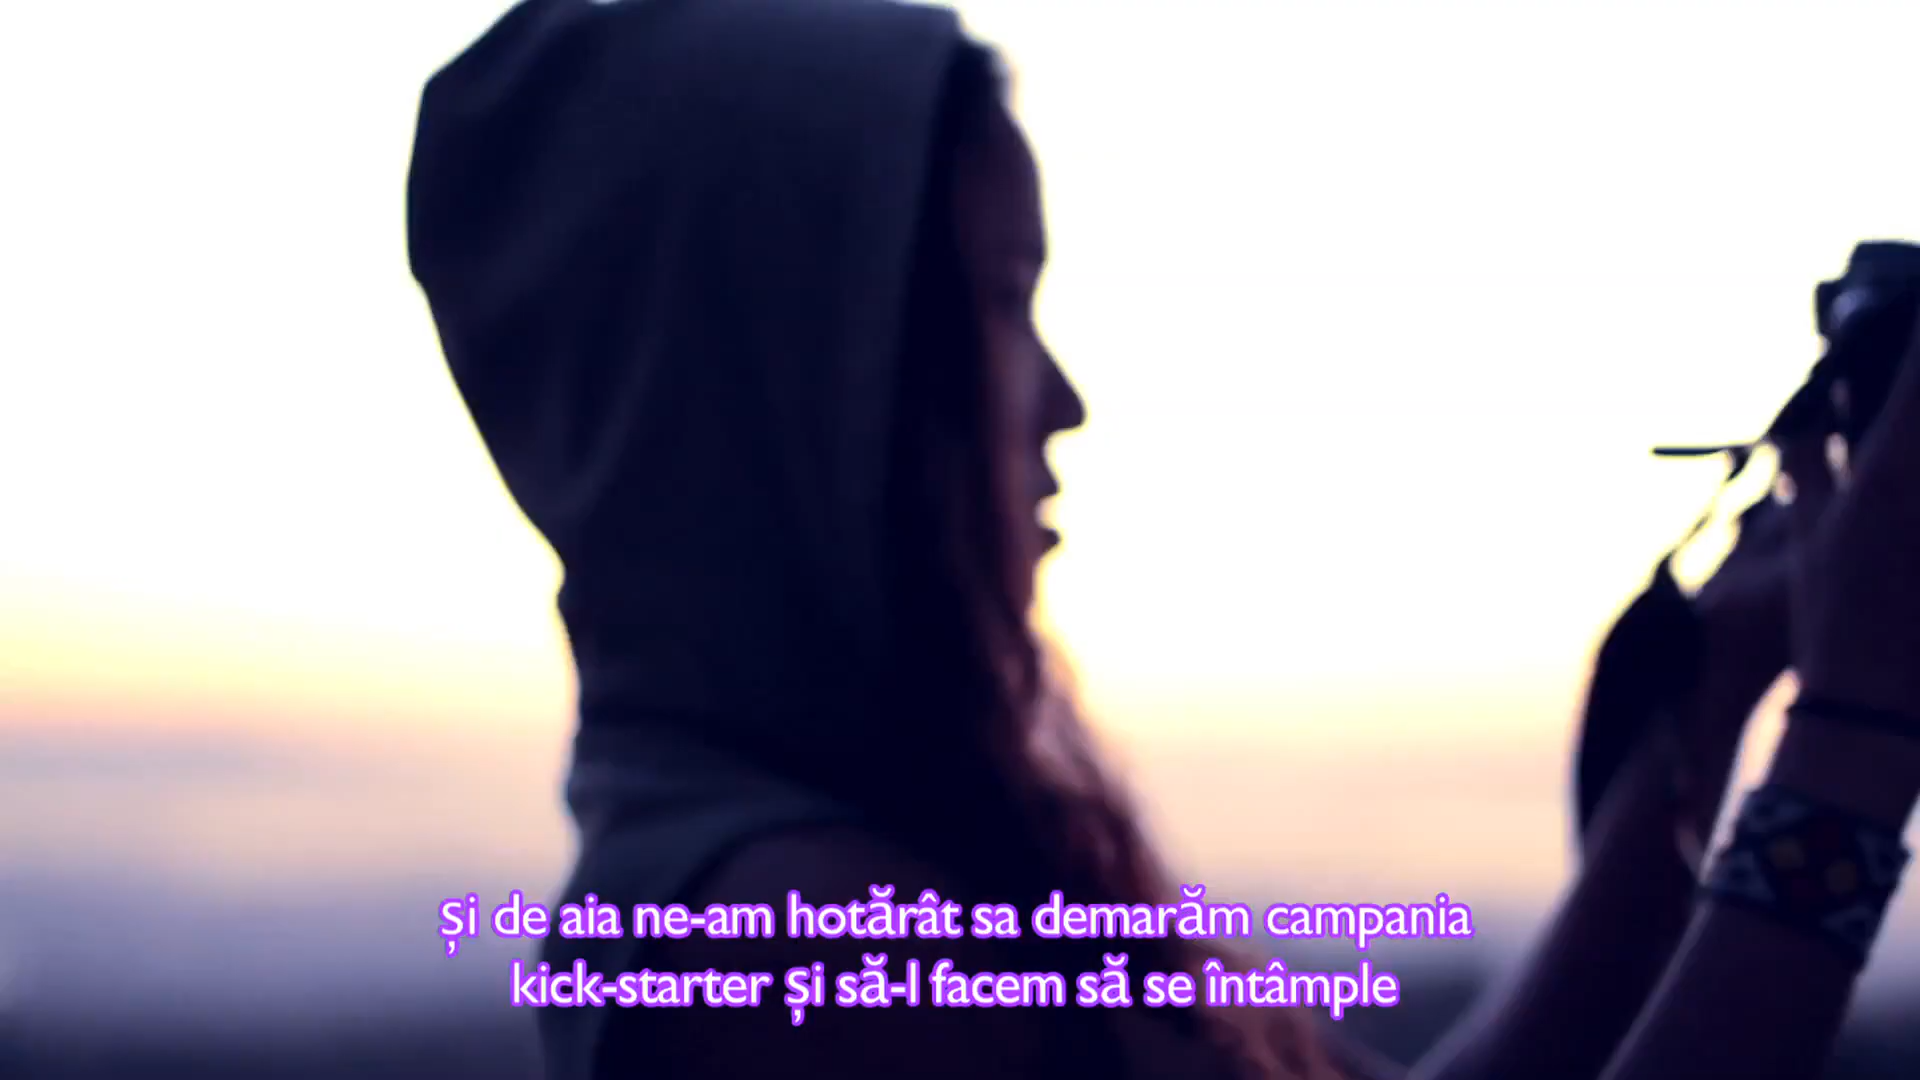 și de aia ne-am hotărât sa demarăm campania
kick-starter și să-l facem să se întâmple